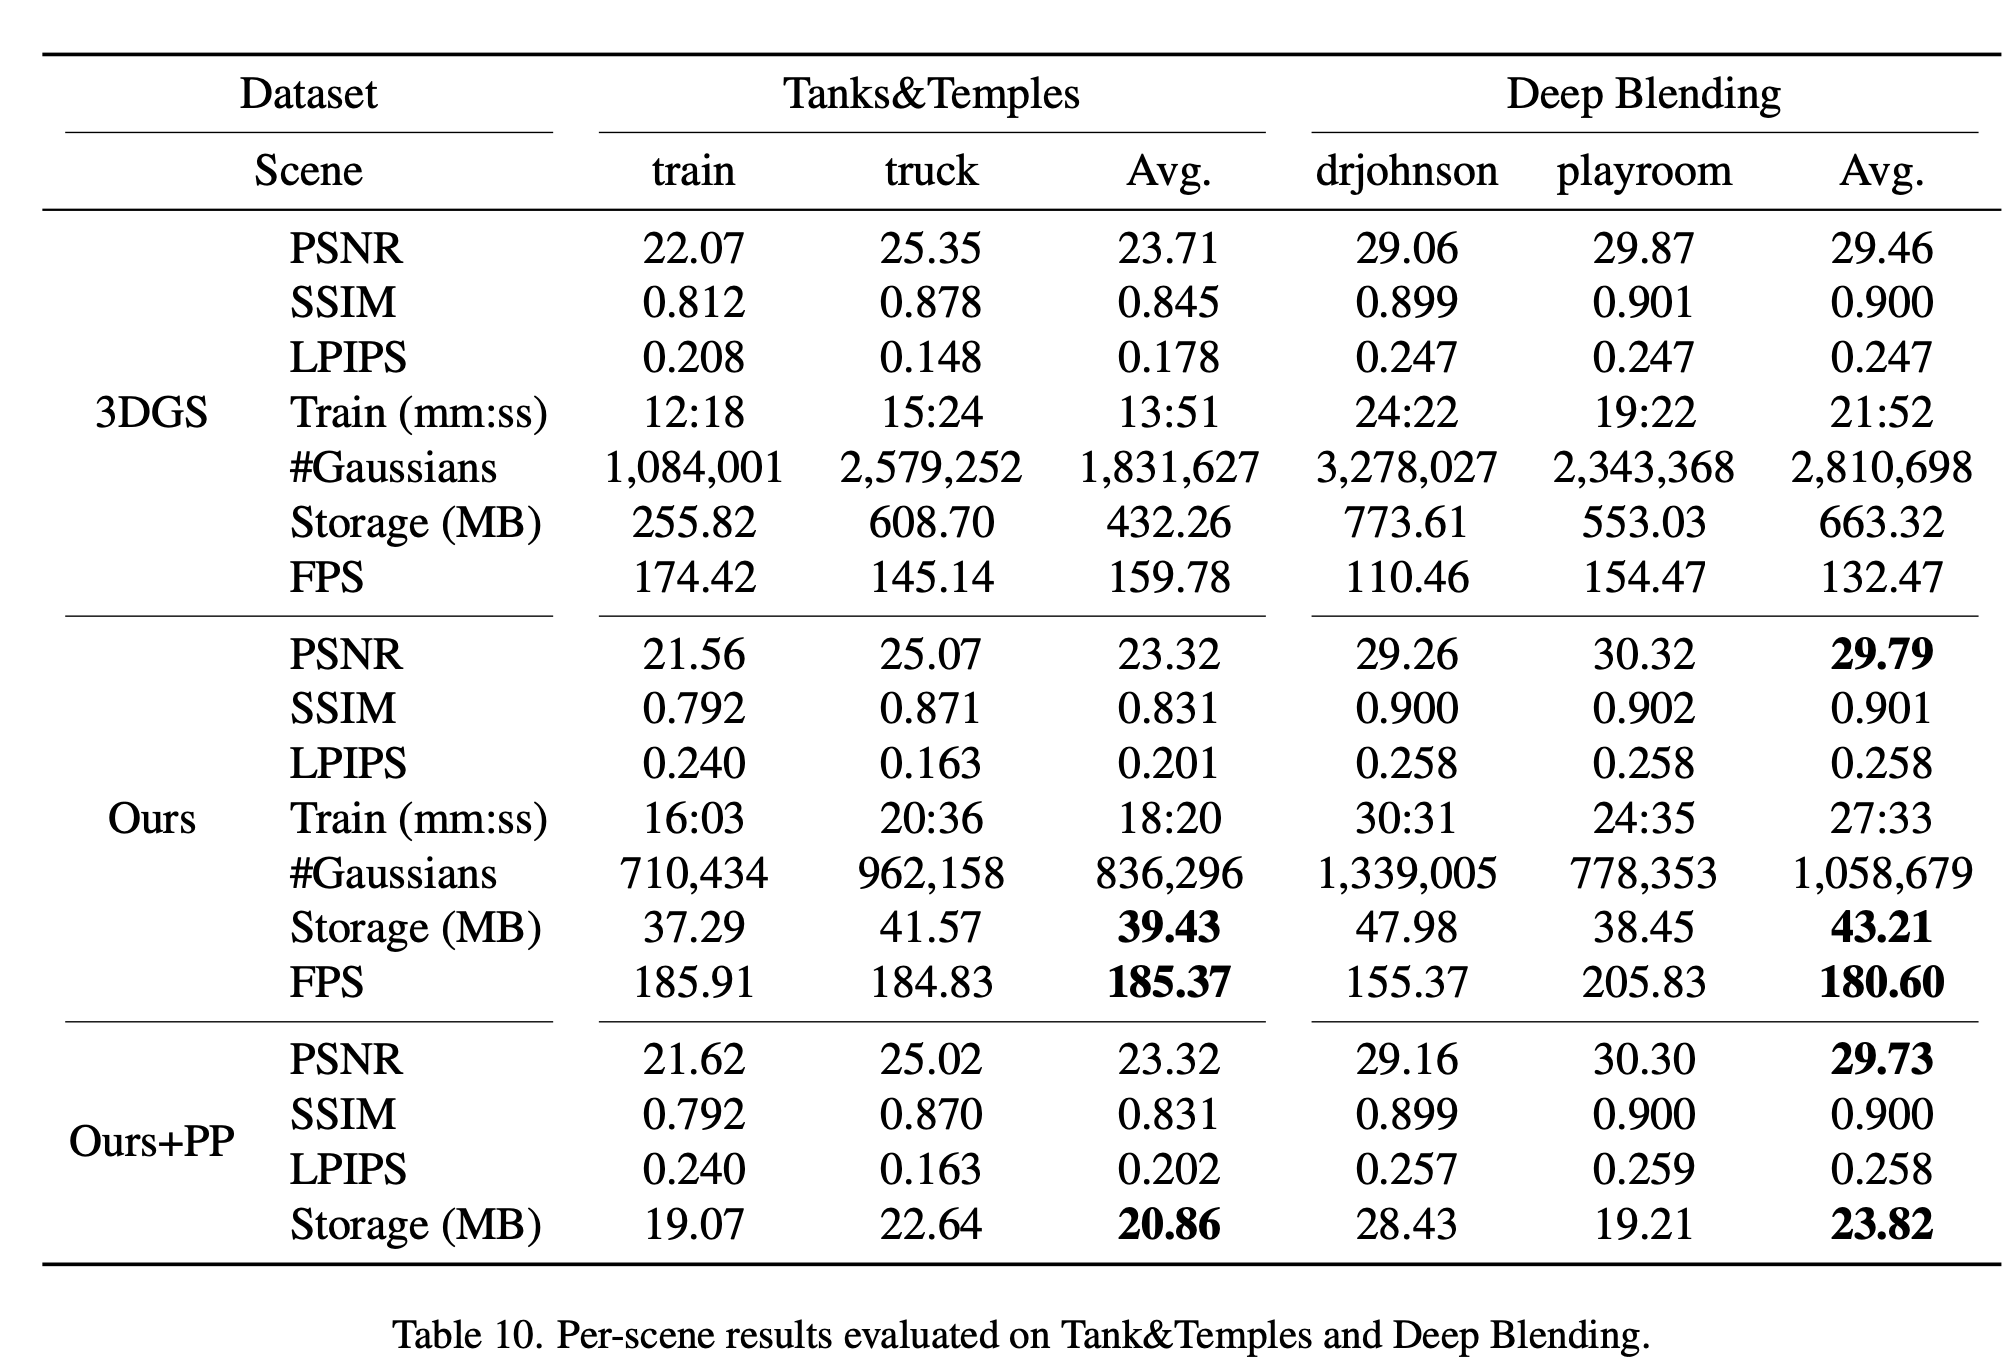 Dataset Tanks&Temples Deep Blending
Scene train truck Avg. drjohnson playroom Avg.
PSNR 22.07 25.35 23.71 29.06 29.87 29.46
SSIM 0.812 0.878 0.845 0.899 0.901 0.900
LPIPS 0.208 0.148 0.178 0.247 0.247 0.247
3DGS Train (mm:ss) 12:18 15:24 13:51 24:22 19:22 21:52
#Gaussians 1,084,001 2,579,252 1,831,627 3,278,027 2,343,368 2,810,698
Storage (MB) 255.82 608.70 432.26 773.61 553.03 663.32
FPS 174.42 145.14 159.78 110.46 154.47 132.47
PSNR 21.56 25.07 23.32 29.26 30.32 29.79
SSIM 0.792 0.871 0.831 0.900 0.902 0.901
LPIPS 0.240 0.163 0.201 0.258 0.258 0.258
Ours Train (mm:ss) 16:03 20:36 18:20 30:31 24:35 27:33
#Gaussians 710,434 962,158 836,296 1,339,005 778,353 1,058,679
Storage (MB) 37.29 41.57 39.43 47.98 38.45 43.21
FPS 185.91 184.83 185.37 155.37 205.83 180.60
PSNR 21.62 25.02 23.32 29.16 30.30 29.73
SSIM 0.792 0.870 0.831 0.899 0.900 0.900
Ours+PP
LPIPS 0.240 0.163 0.202 0.257 0.259 0.258
Storage (MB) 19.07 22.64 20.86 28.43 19.21 23.82
Table 10. Per-scene results evaluated on Tank&Temples and Deep Blending.